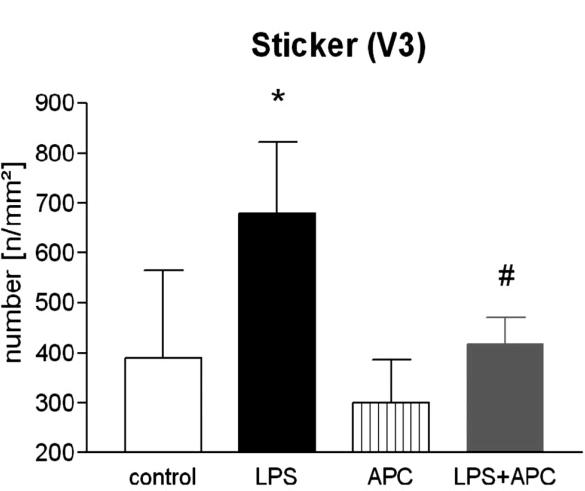 Sticker (V3)
number [n/mm²]
900
800
700
600
500
400
300
200
*
#
control
LPS
APC
LPS+APC